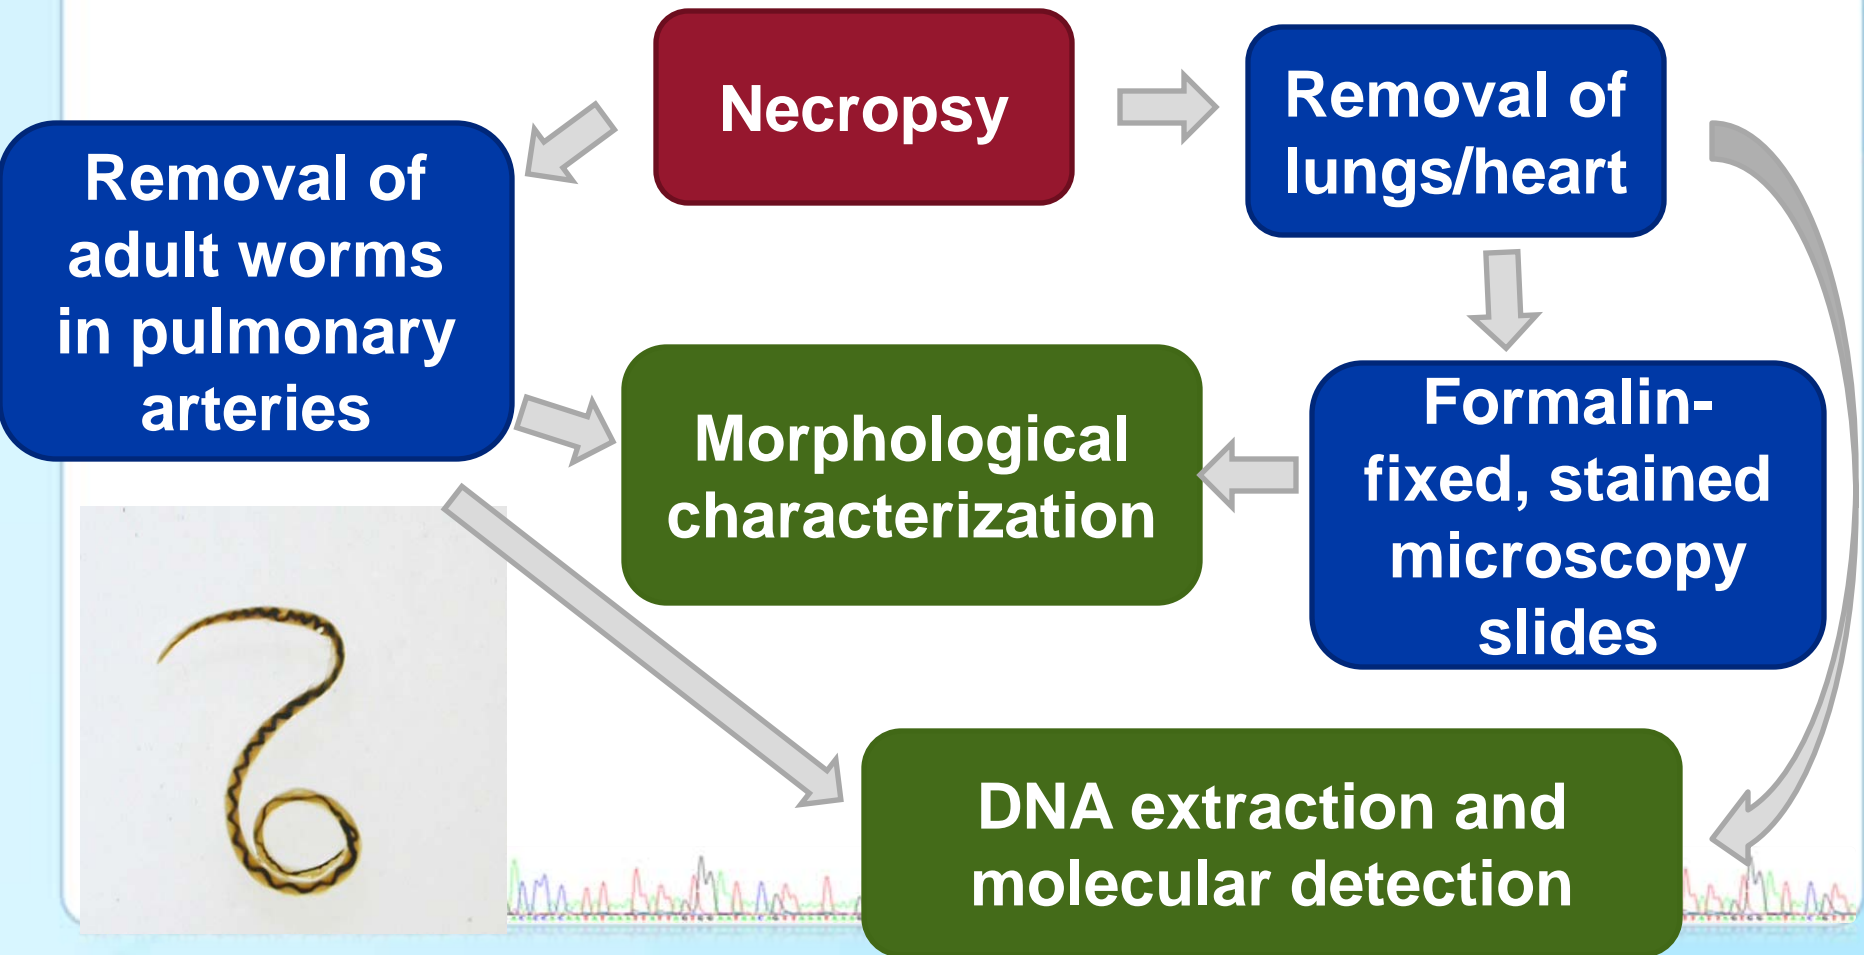 Necropsy
Removal of
lungs/heart
Removal of
adult worms
in pulmonary
arteries
Morphological
characterization
Formalin-
fixed, stained
microscopy
slides
DNA extraction and
molecular detection